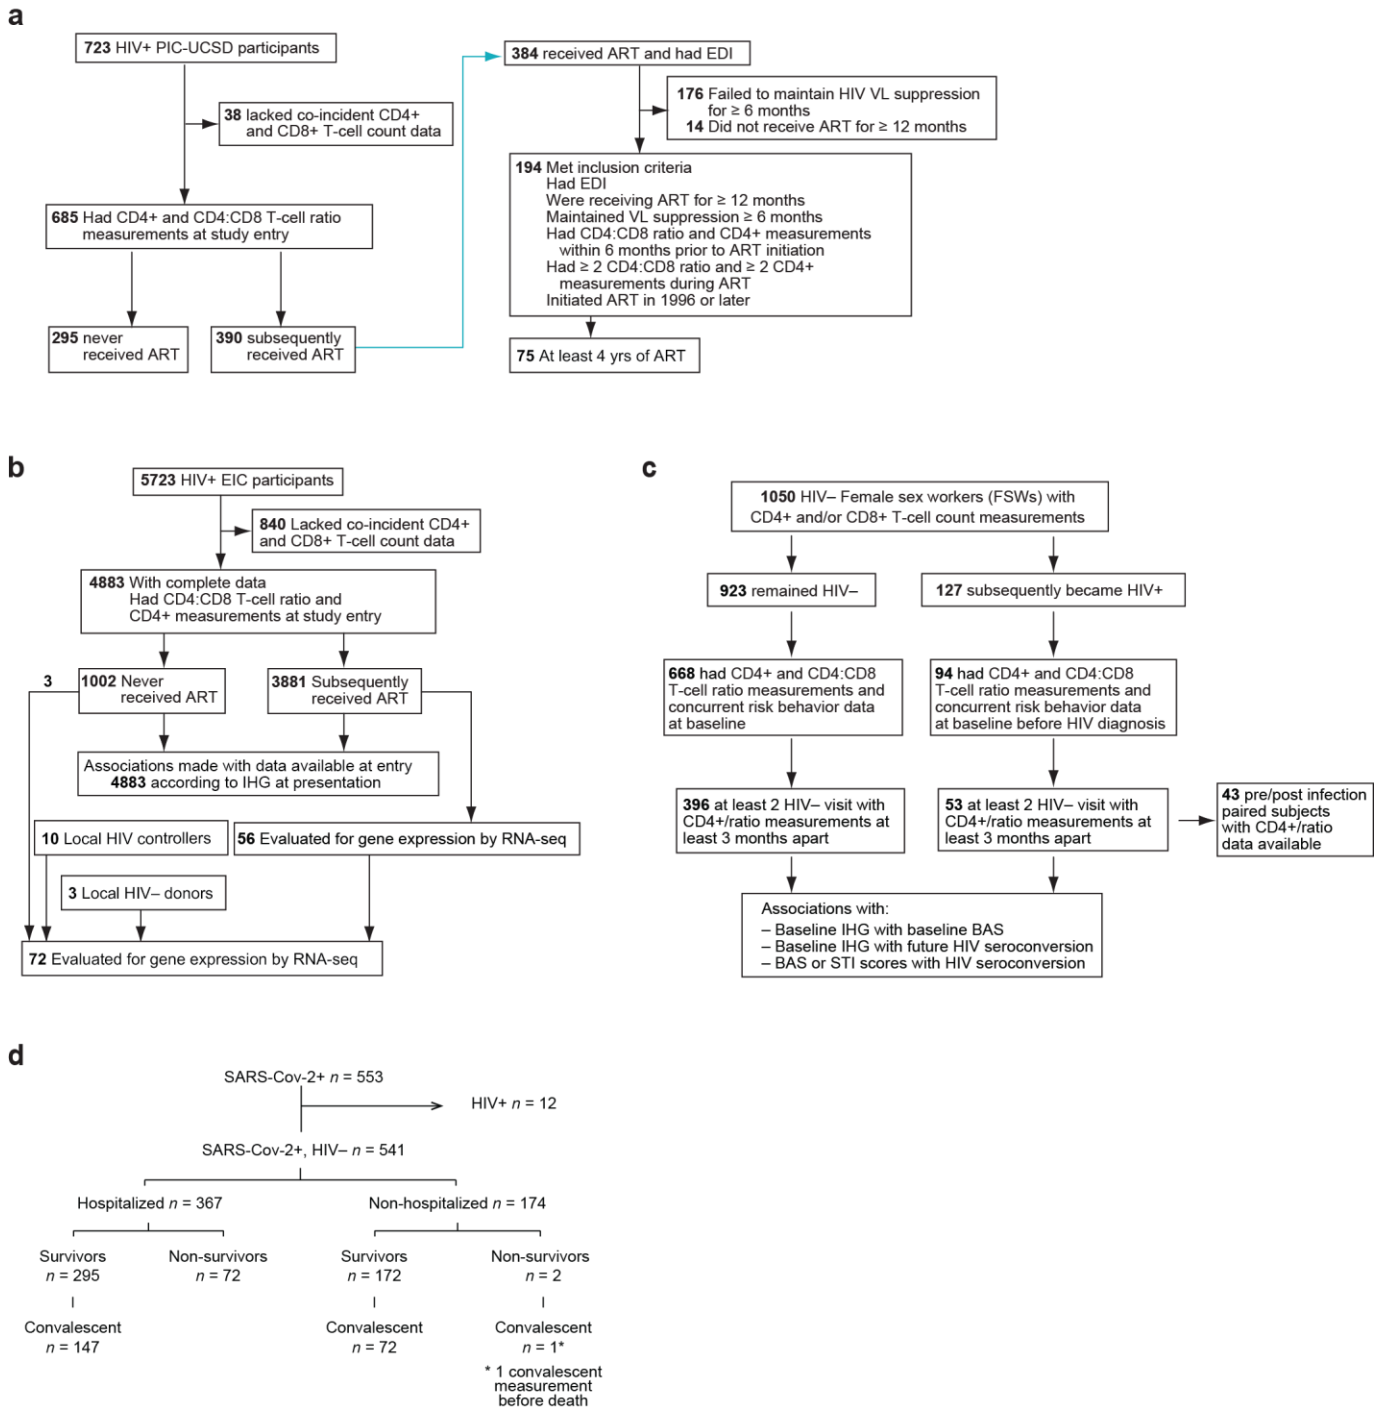 a
723 HIV+ PIC-UCSD participants
38 lacked co-incident CD4+
and CD8+ T-cell count data
685 Had CD4+ and CD4:CD8 T-cell ratio
measurements at study entry
295 never
received ART
390 subsequently
received ART
384 received ART and had EDI
176 Failed to maintain HIV VL suppression
for ≥ 6 months
14 Did not receive ART for ≥ 12 months
194 Met inclusion criteria
Had EDI
Were receiving ART for ≥ 12 months
Maintained VL suppression ≥ 6 months
Had CD4:CD8 ratio and CD4+ measurements
within 6 months prior to ART initiation
Had ≥ 2 CD4:CD8 ratio and ≥ 2 CD4+
measurements during ART
Initiated ART in 1996 or later
75 At least 4 yrs of ART
b
5723 HIV+ EIC participants
840 Lacked co-incident CD4+
and CD8+ T-cell count data
4883 With complete data
Had CD4:CD8 T-cell ratio and
CD4+ measurements at study entry
3
1002 Never
received ART
3881 Subsequently
received ART
Associations made with data available at entry
4883 according to IHG at presentation
10 Local HIV controllers
56 Evaluated for gene expression by RNA-seq
3 Local HIV– donors
72 Evaluated for gene expression by RNA-seq
c
1050 HIV– Female sex workers (FSWs) with
CD4+ and/or CD8+ T-cell count measurements
923 remained HIV–
127 subsequently became HIV+
668 had CD4+ and CD4:CD8
T-cell ratio measurements and
concurrent risk behavior data
at baseline
94 had CD4+ and CD4:CD8
T-cell ratio measurements and
concurrent risk behavior data
at baseline before HIV diagnosis
396 at least 2 HIV– visit with
CD4+/ratio measurements at
least 3 months apart
53 at least 2 HIV– visit with
CD4+/ratio measurements at
least 3 months apart
43 pre/post infection
paired subjects
with CD4+/ratio
data available
Associations with:
– Baseline IHG with baseline BAS
– Baseline IHG with future HIV seroconversion
– BAS or STI scores with HIV seroconversion
d
SARS-Cov-2+ n = 553
HIV+ n = 12
SARS-Cov-2+, HIV– n = 541
Hospitalized n = 367
Non-hospitalized n = 174
Survivors
n = 295
Non-survivors
n = 72
Survivors
n = 172
Non-survivors
n = 2
Convalescent
n = 147
Convalescent
n = 72
Convalescent
n = 1*
* 1 convalescent
measurement
before death